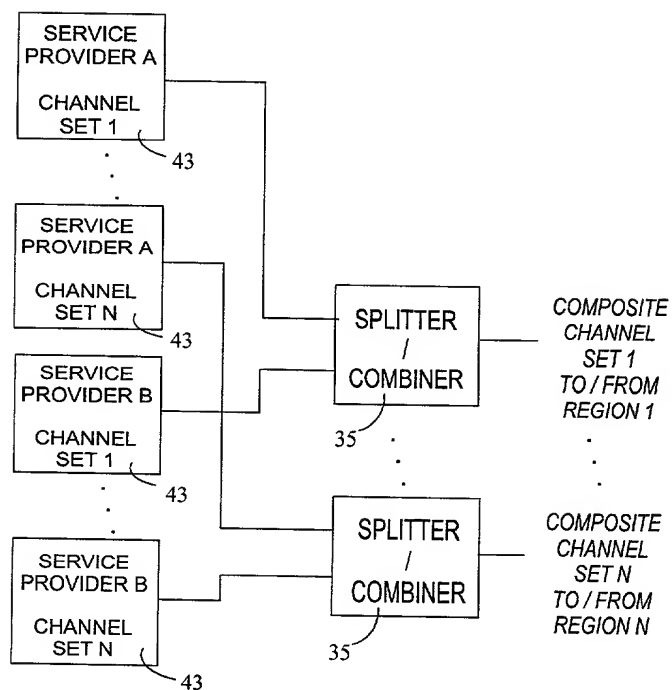 SERVICE
PROVIDER A
CHANNEL
SET 1
43
SERVICE
PROVIDER A
CHANNEL
SET N
43
SERVICE
PROVIDER B
CHANNEL
SET 1
43
SERVICE
PROVIDER B
CHANNEL
SET N
43
SPLITTER
/
COMBINER
35
SPLITTER
/
COMBINER
35
COMPOSITE
CHANNEL
SET 1
TO / FROM
REGION 1
COMPOSITE
CHANNEL
SET N
TO / FROM
REGION N